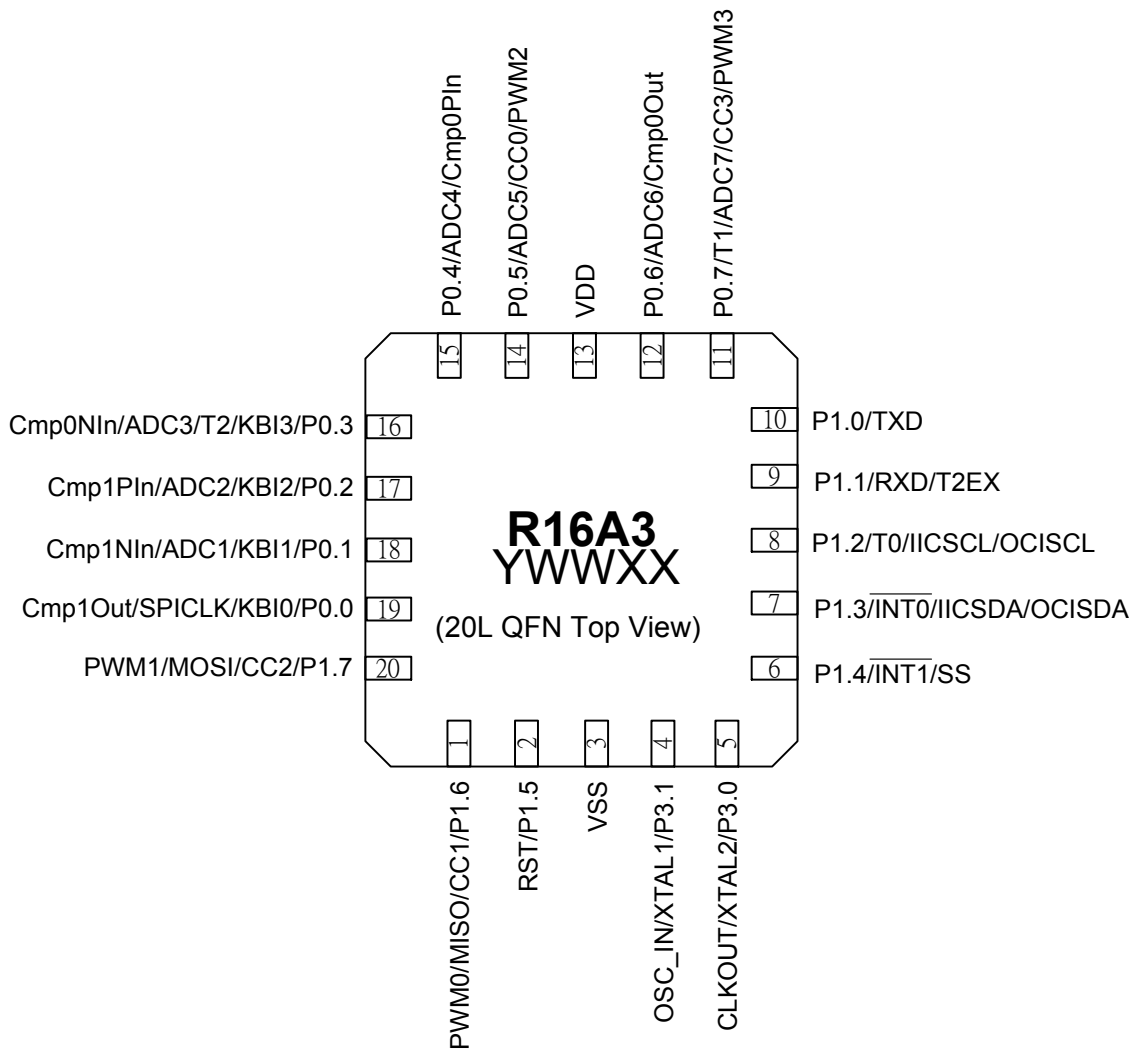 P0.4/ADC4/Cmp0PIn
P0.5/ADC5/CC0/PWM2
VDD
P0.6/ADC6/Cmp0Out
P0.7/T1/ADC7/CC3/PWM3
15
14
13
12
11
Cmp0NIn/ADC3/T2/KBI3/P0.3
16
Cmp1PIn/ADC2/KBI2/P0.2
17
Cmp1NIn/ADC1/KBI1/P0.1
18
Cmp1Out/SPICLK/KBI0/P0.0
19
PWM1/MOSI/CC2/P1.7
20
R16A3
YWWXX
(20L QFN Top View)
10
P1.0/TXD
9
P1.1/RXD/T2EX
8
P1.2/T0/IICSCL/OCISCL
7
P1.3/INT0/IICSDA/OCISDA
6
P1.4/INT1/SS
1
2
3
4
5
PWM0/MISO/CC1/P1.6
RST/P1.5
VSS
OSC_IN/XTAL1/P3.1
CLKOUT/XTAL2/P3.0